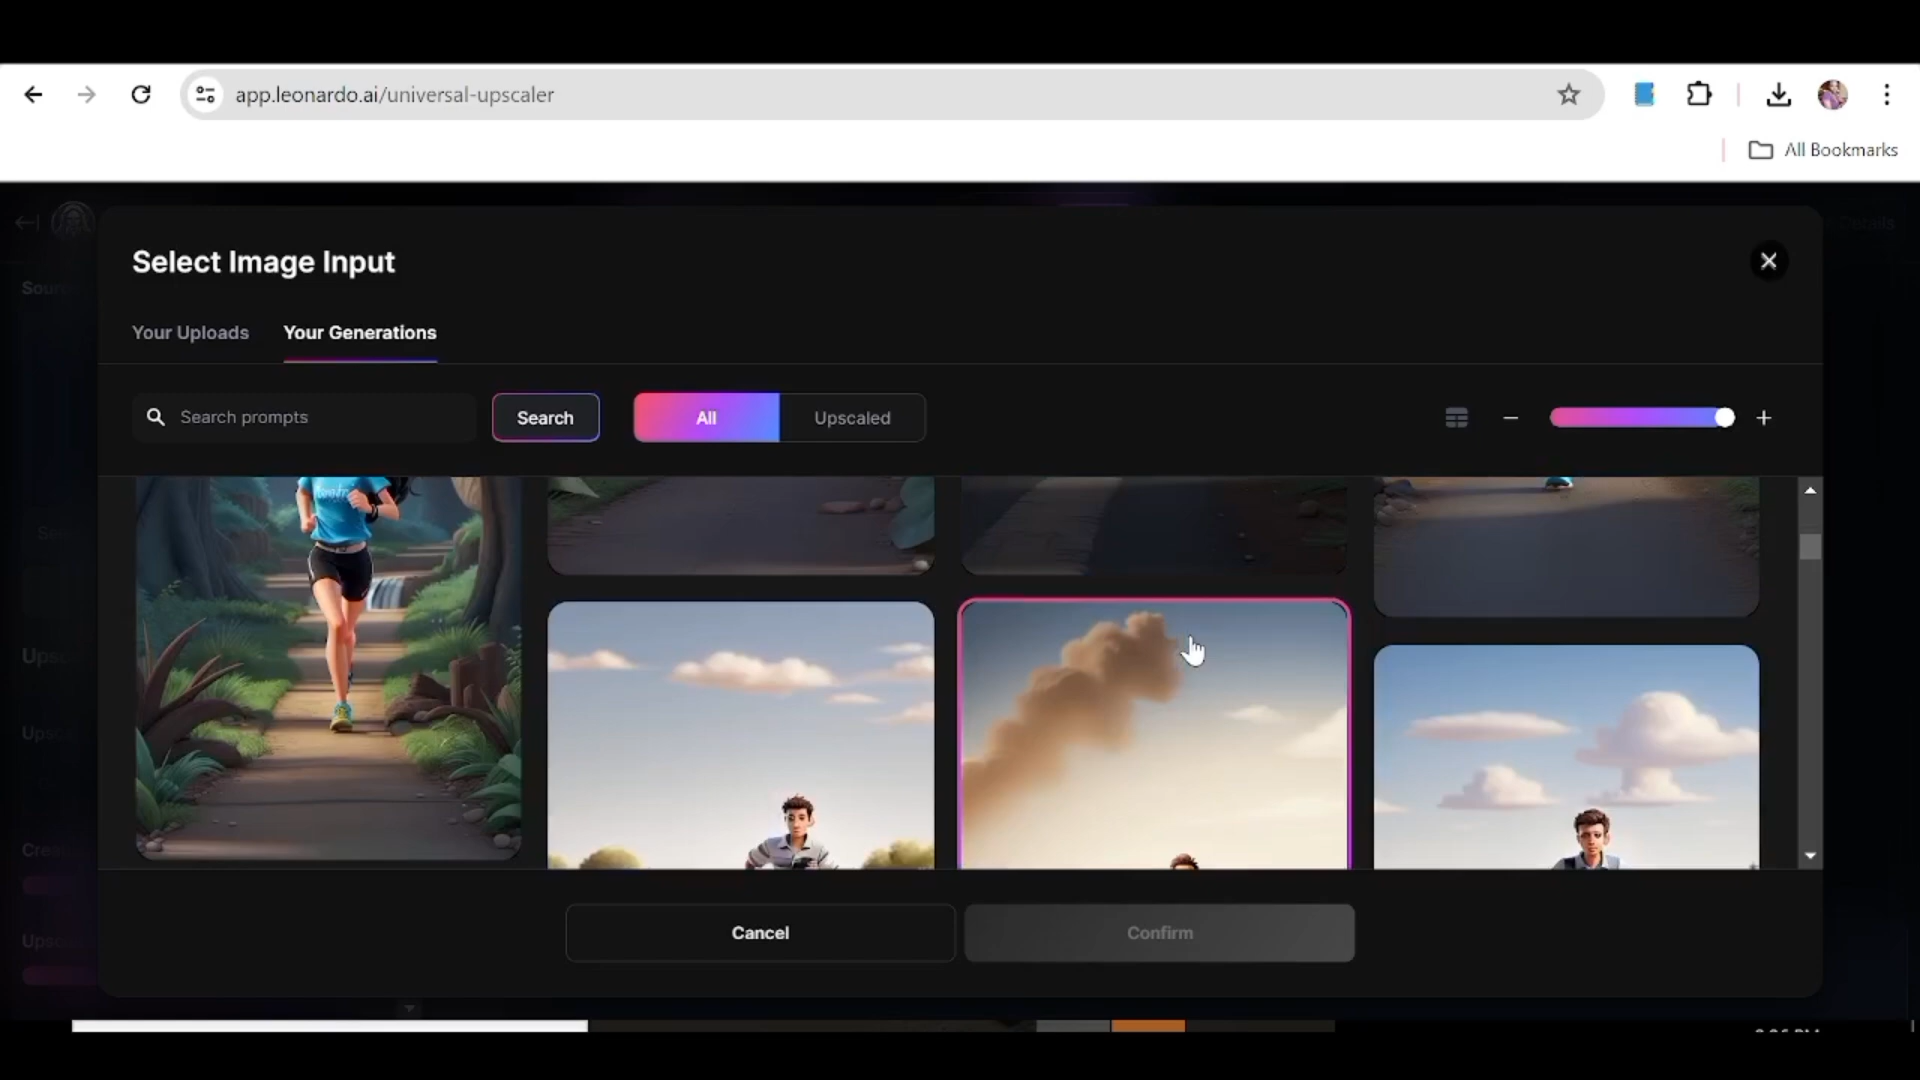 app.leonardo.ai/universal-upscaler
All Bookmarks
Details
Select Image Input
Your Uploads
Your Generations
Search prompts
Search
All
Upscaled
Cancel
Confirm